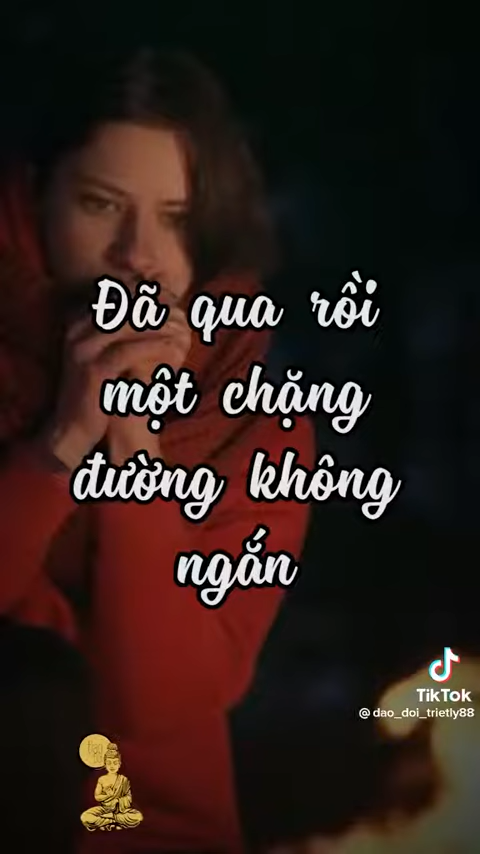 Đã qua rồi
một chặng
đường không
ngắn
TikTok
@dao_doi_trietly88